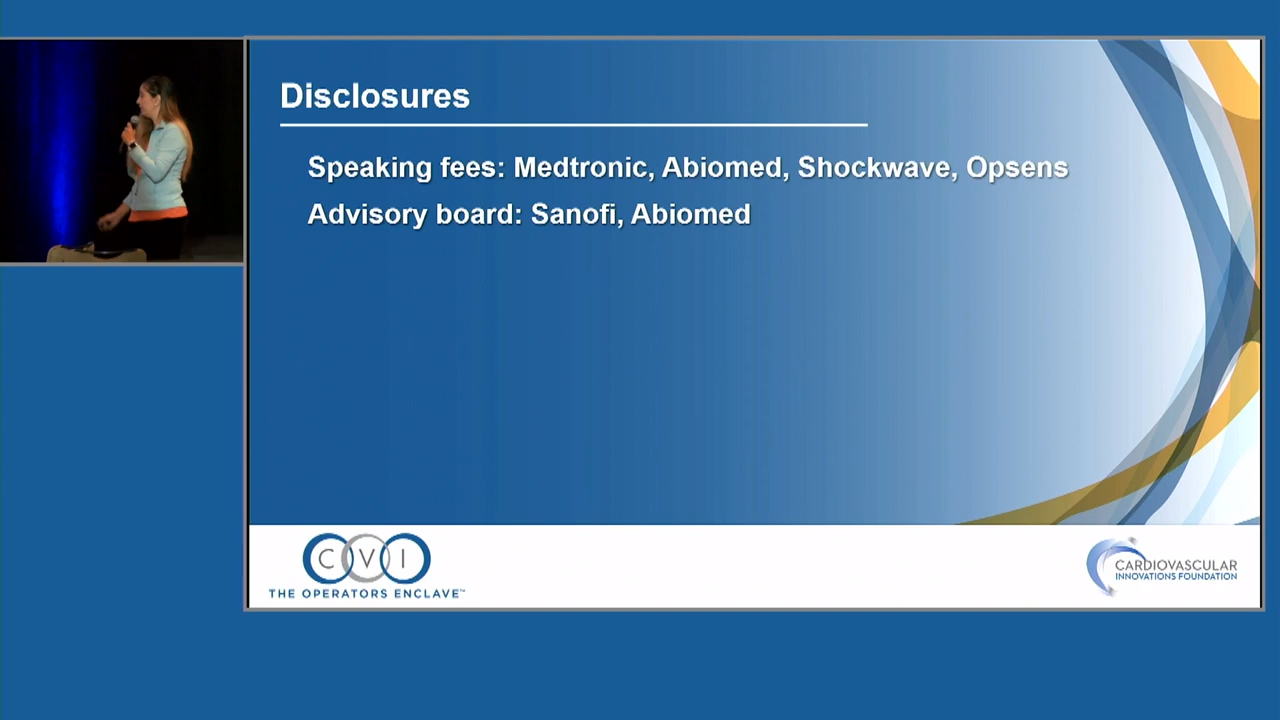 Disclosures
Speaking fees: Medtronic, Abiomed, Shockwave, Opsens
Advisory board: Sanofi, Abiomed
CVI
THE OPERATORS ENCLAVE™
CARDIOVASCULAR
INNOVATIONS FOUNDATION